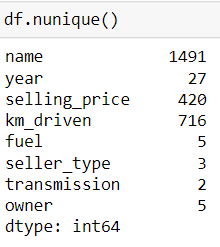 df.nunique()
name 1491
year 27
selling_price 420
km_driven 716
fuel 5
seller_type 3
transmission 2
owner 5
dtype: int64